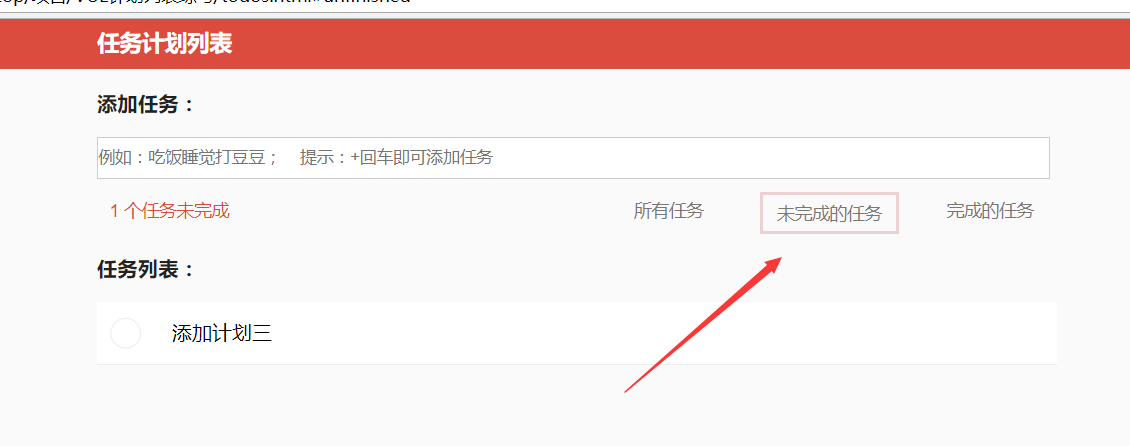 任务计划列表
添加任务：
例如：吃饭睡觉打豆豆； 提示：+回车即可添加任务
1 个任务未完成 所有任务 未完成的任务 完成的任务
任务列表：
添加计划三